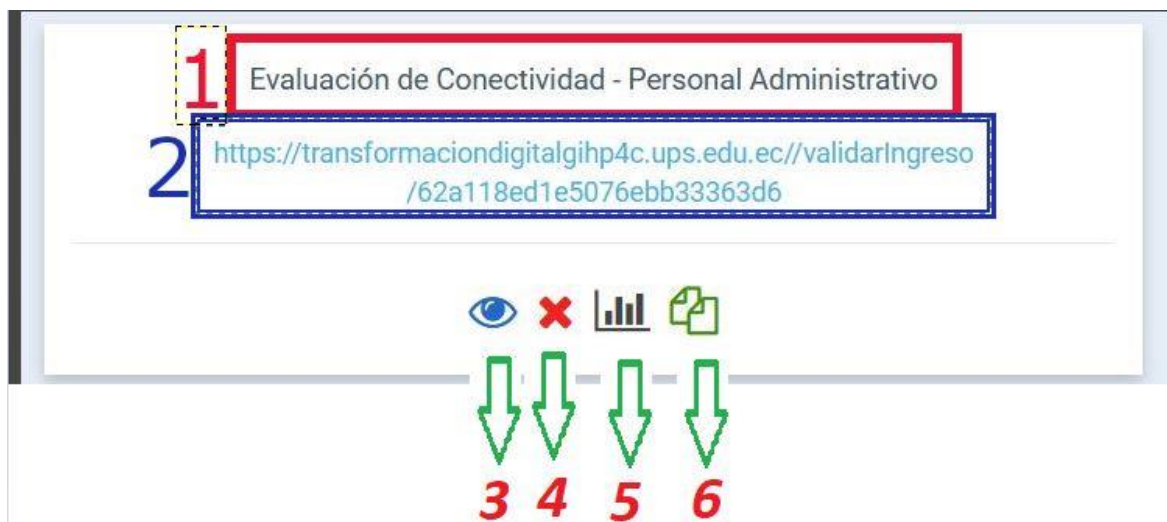 1
Evaluación de Conectividad - Personal Administrativo
2
https://transformaciondigitalgihp4c.ups.edu.ec//validarIngreso
/62a118ed1e5076ebb33363d6
3 4 5 6